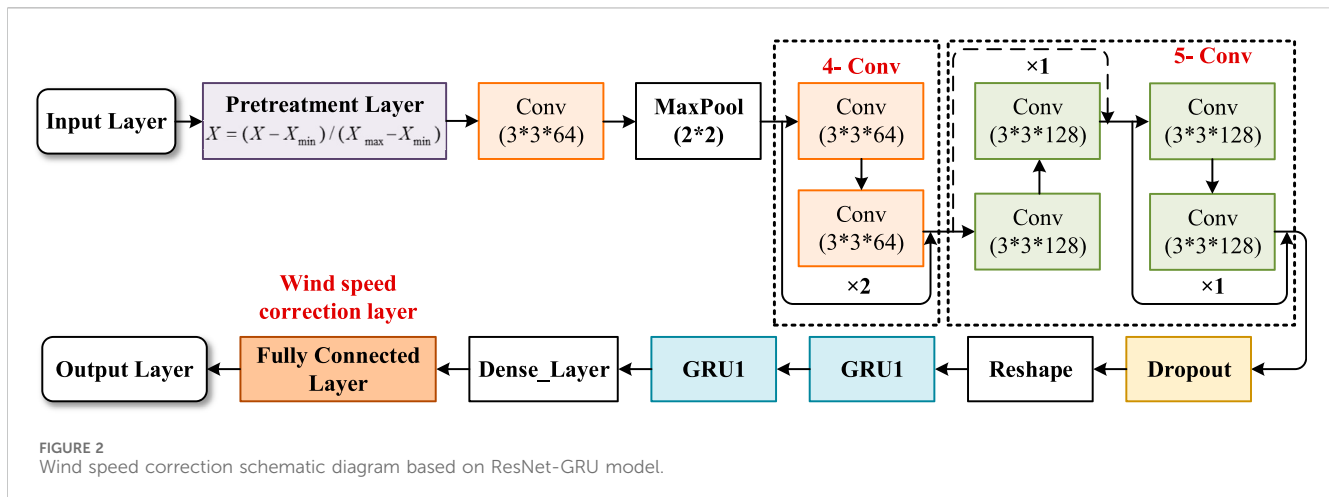 Input Layer
Pretreatment Layer
X = (X − Xmin) / (Xmax − Xmin)
Conv
(3*3*64)
MaxPool
(2*2)
4- Conv
Conv
(3*3*64)
Conv
(3*3*64)
×2
5- Conv
×1
Conv
(3*3*128)
Conv
(3*3*128)
Conv
(3*3*128)
Conv
(3*3*128)
×1
Wind speed
correction layer
Output Layer
Fully Connected
Layer
Dense_Layer
GRU1
GRU1
Reshape
Dropout
FIGURE 2
Wind speed correction schematic diagram based on ResNet-GRU model.